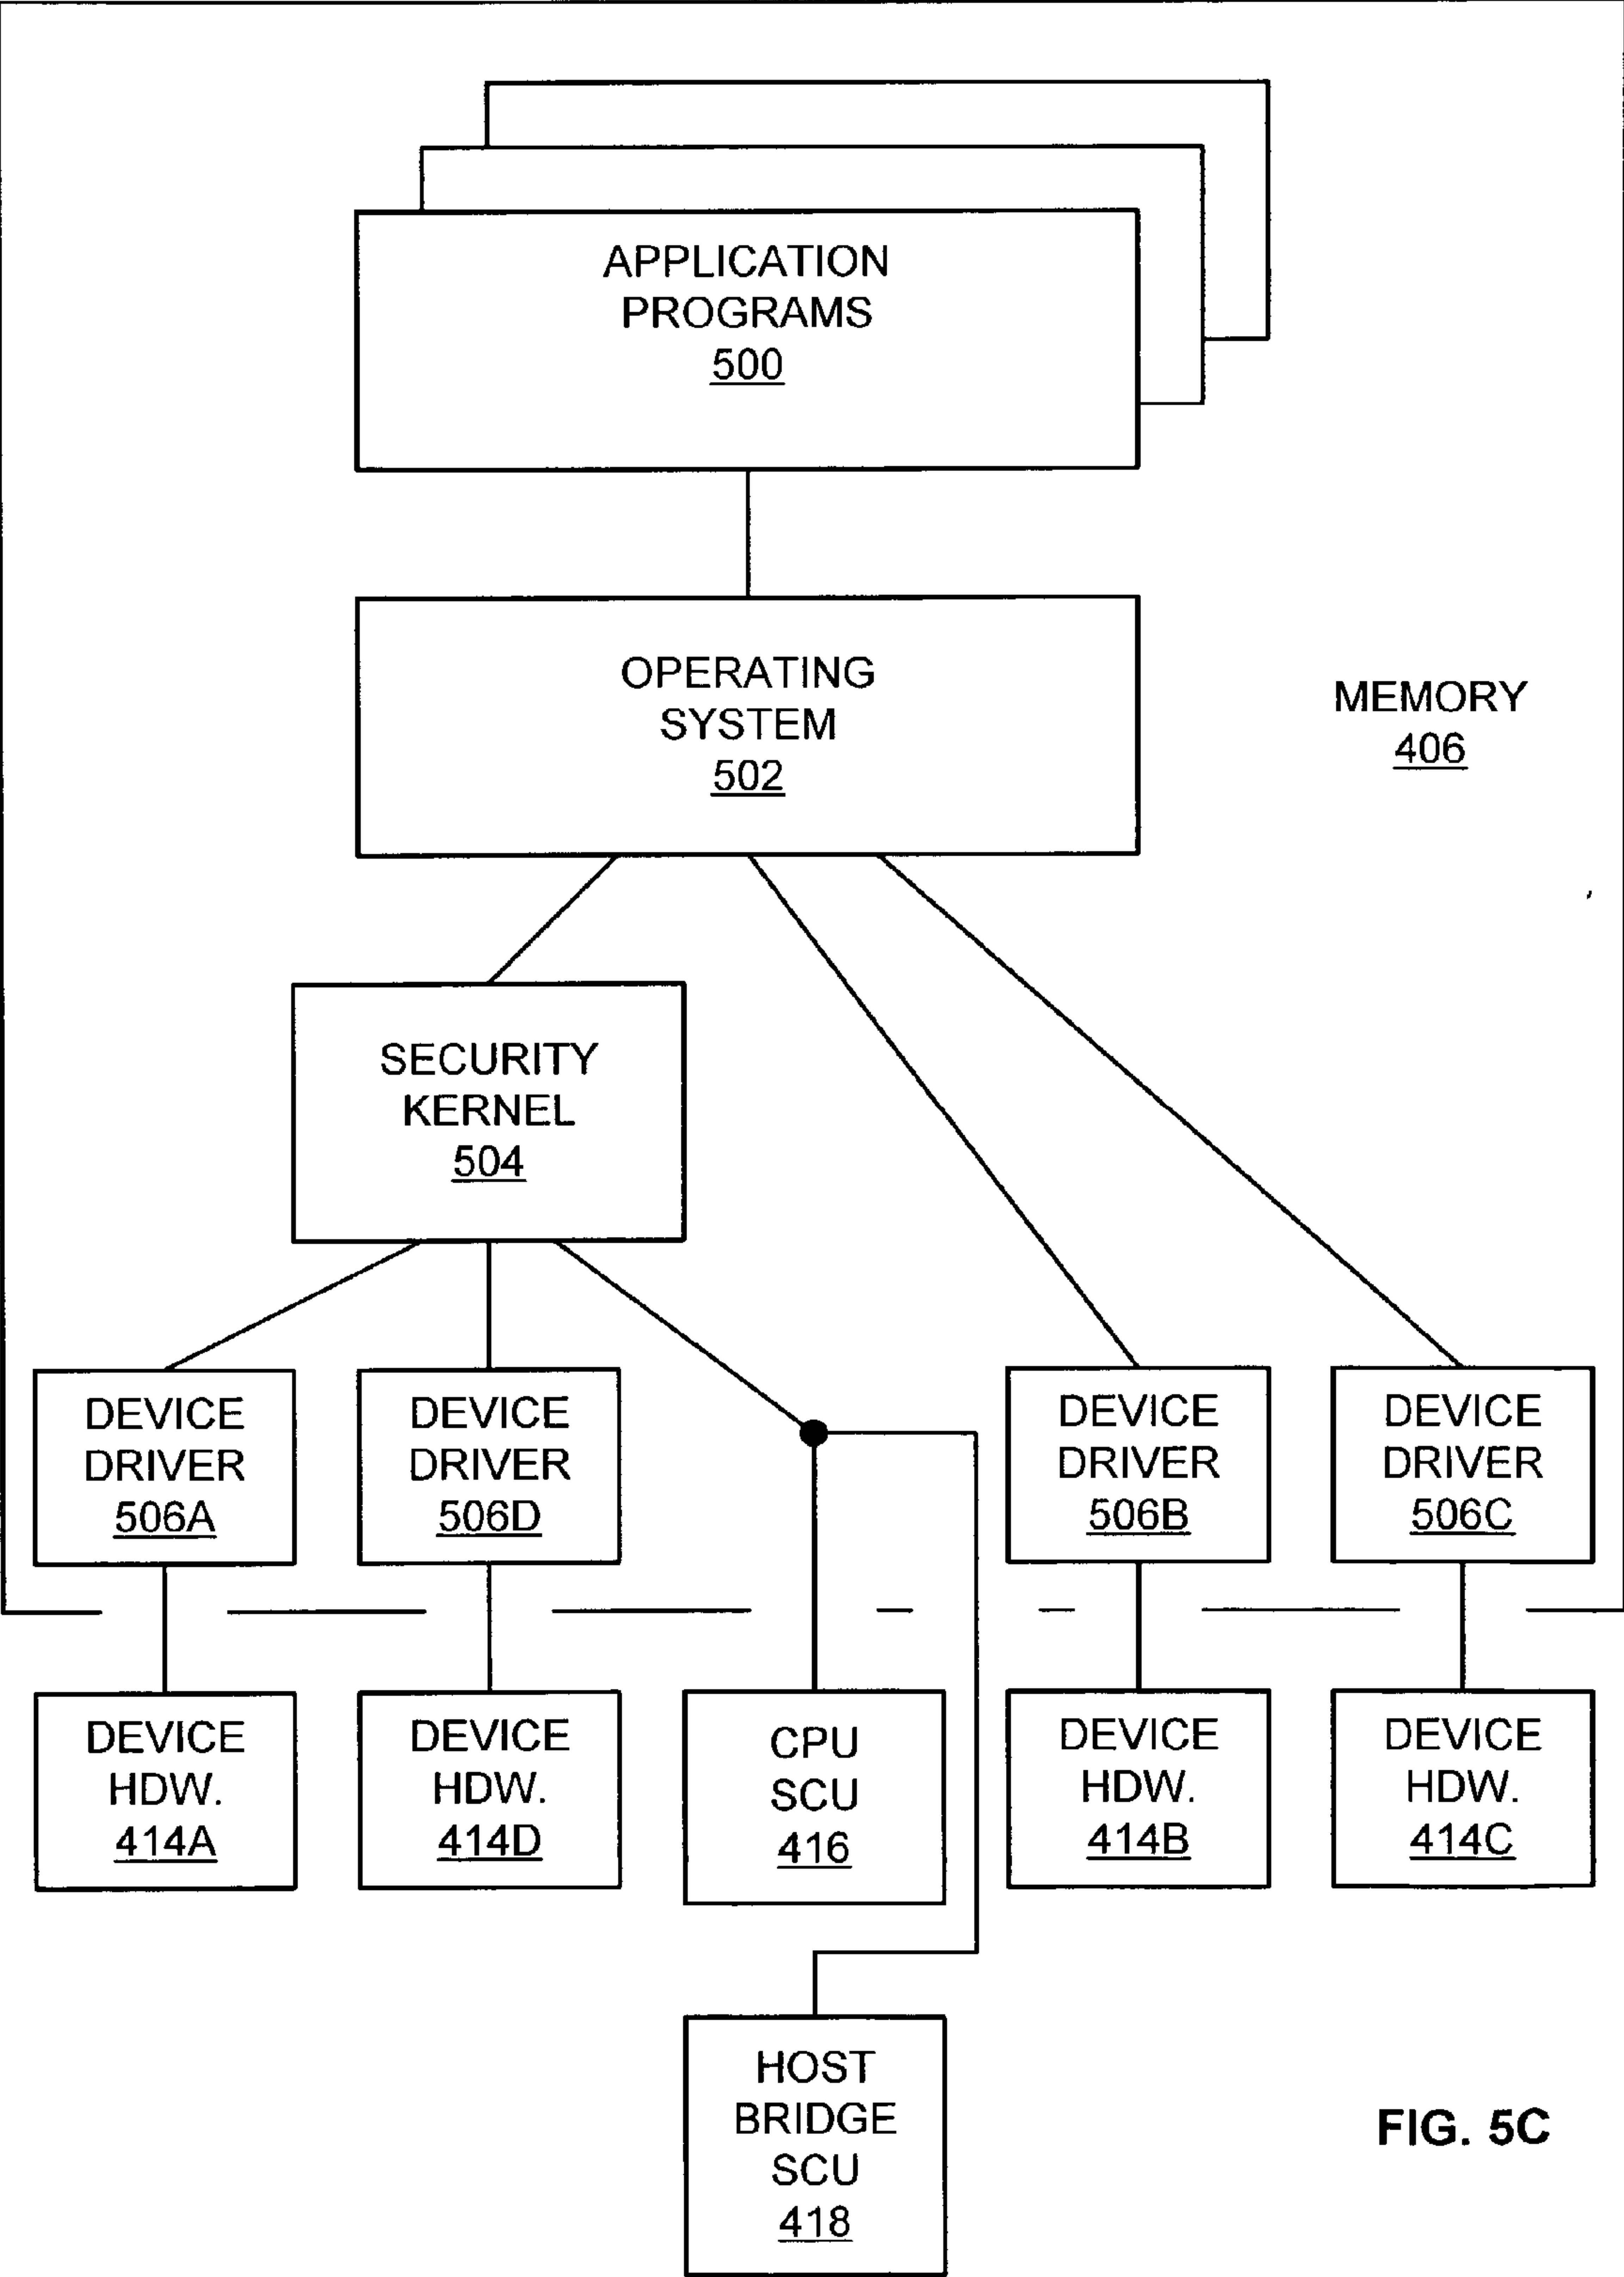 APPLICATION
PROGRAMS
500
OPERATING
SYSTEM
502
MEMORY
406
SECURITY
KERNEL
504
DEVICE
DRIVER
506A
DEVICE
DRIVER
506D
DEVICE
DRIVER
506B
DEVICE
DRIVER
506C
DEVICE
HDW.
414A
DEVICE
HDW.
414D
CPU
SCU
416
DEVICE
HDW.
414B
DEVICE
HDW.
414C
HOST
BRIDGE
SCU
418
FIG. 5C